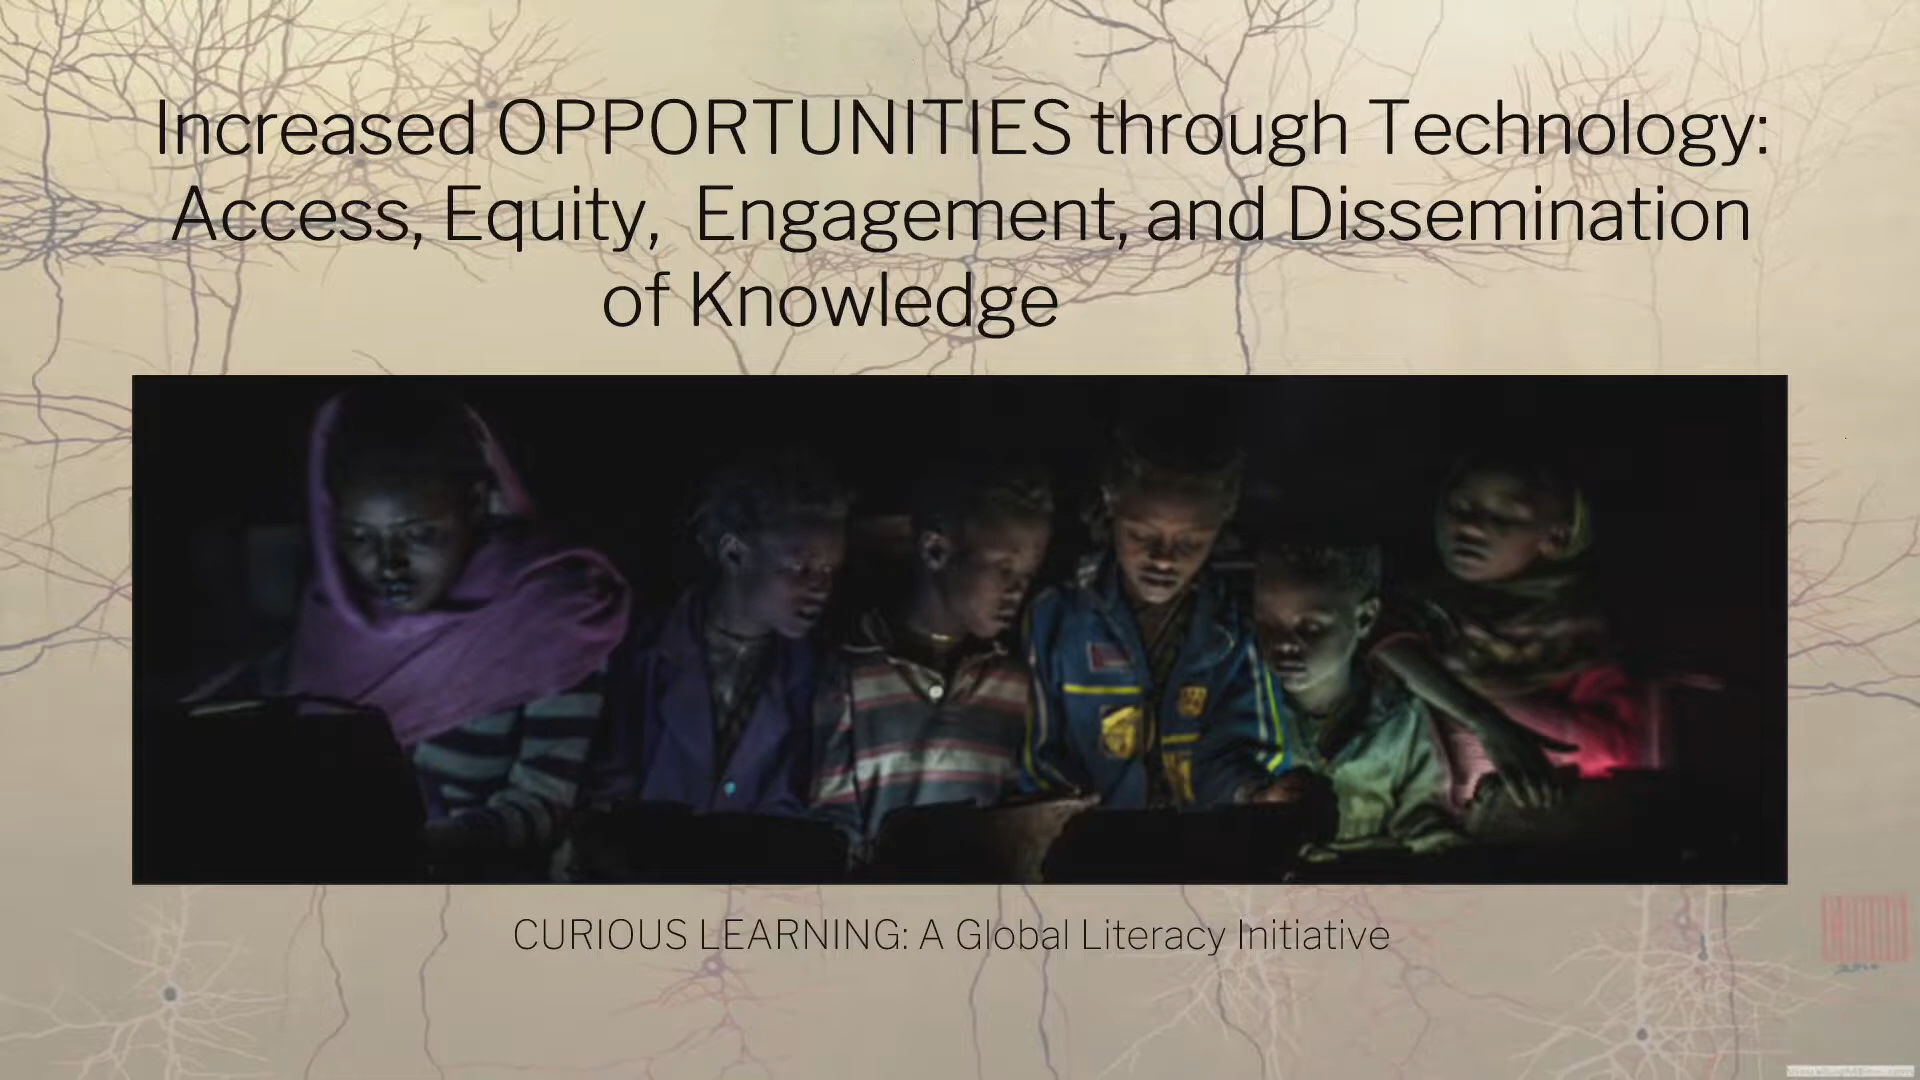 Increased OPPORTUNITIES through Technology:
Access, Equity, Engagement, and Dissemination
of Knowledge
CURIOUS LEARNING: A Global Literacy Initiative